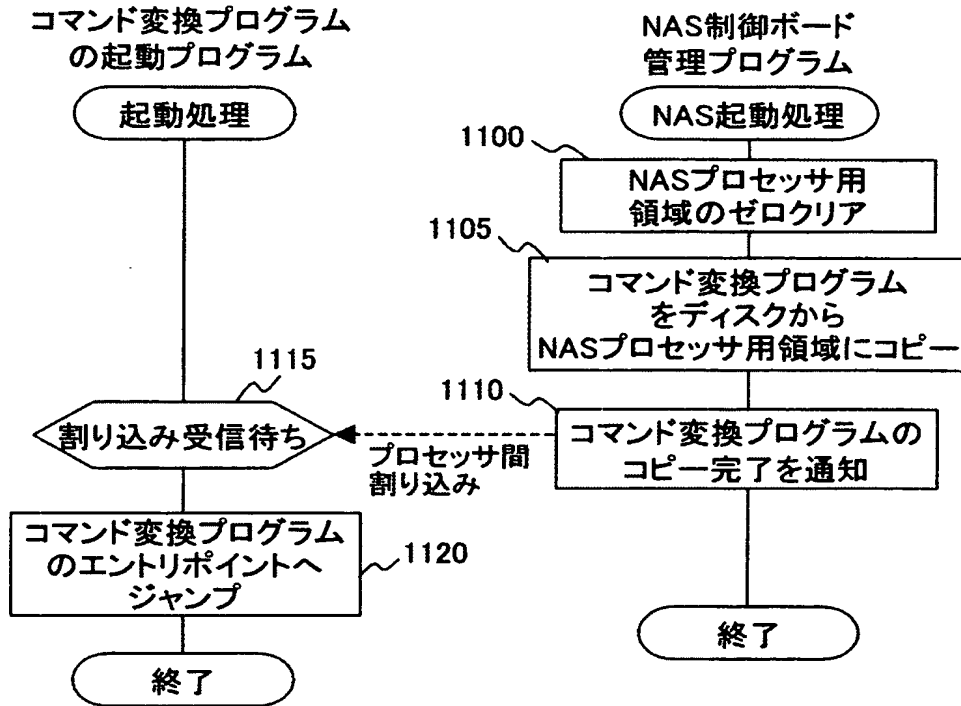 コマンド変換プログラム
の起動プログラム
起動処理
1115
割り込み受信待ち
コマンド変換プログラム
のエントリポイントへ
ジャンプ
1120
終了
NAS制御ボード
管理プログラム
NAS起動処理
1100
NASプロセッサ用
領域のゼロクリア
1105
コマンド変換プログラム
をディスクから
NASプロセッサ用領域にコピー
1110
コマンド変換プログラムの
コピー完了を通知
プロセッサ間
割り込み
終了